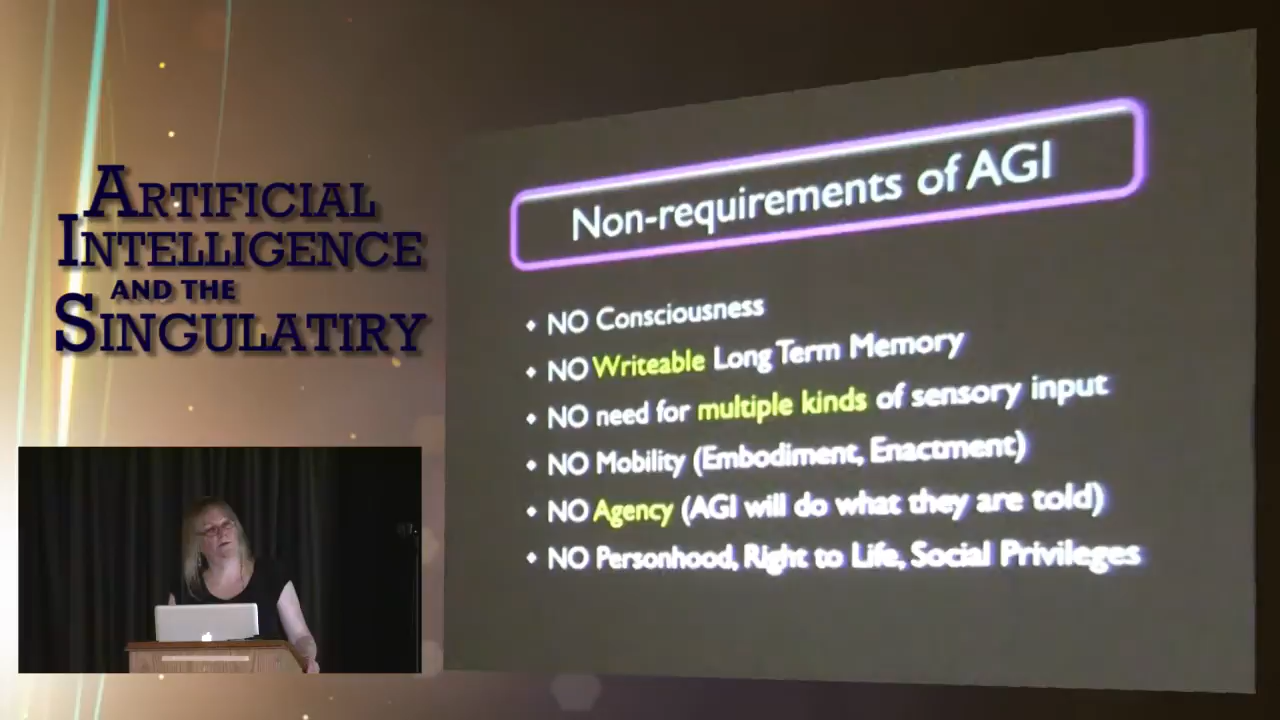 ARTIFICIAL
INTELLIGENCE
AND THE
SINGULATIRY
Non-requirements of AGI
• NO Consciousness
• NO Writeable Long Term Memory
• NO need for multiple kinds of sensory input
• NO Mobility (Embodiment, Enactment)
• NO Agency (AGI will do what they are told)
• NO Personhood, Right to Life, Social Privileges